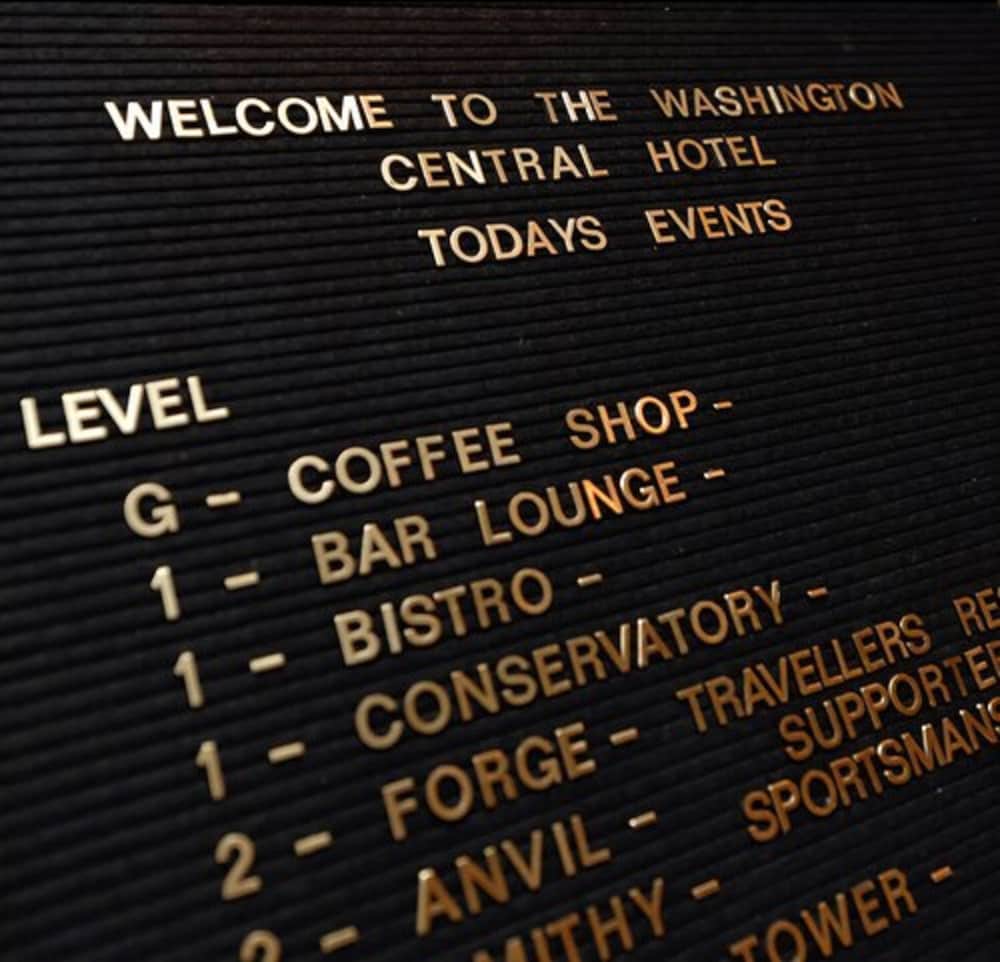 WELCOME TO THE WASHINGTON
CENTRAL HOTEL
TODAYS EVENTS
LEVEL
G - COFFEE SHOP -
1 - BAR LOUNGE -
1 - BISTRO -
1 - CONSERVATORY -
2 - FORGE - TRAVELLERS
2 - ANVIL -
SPORTSMANS
TOWER -